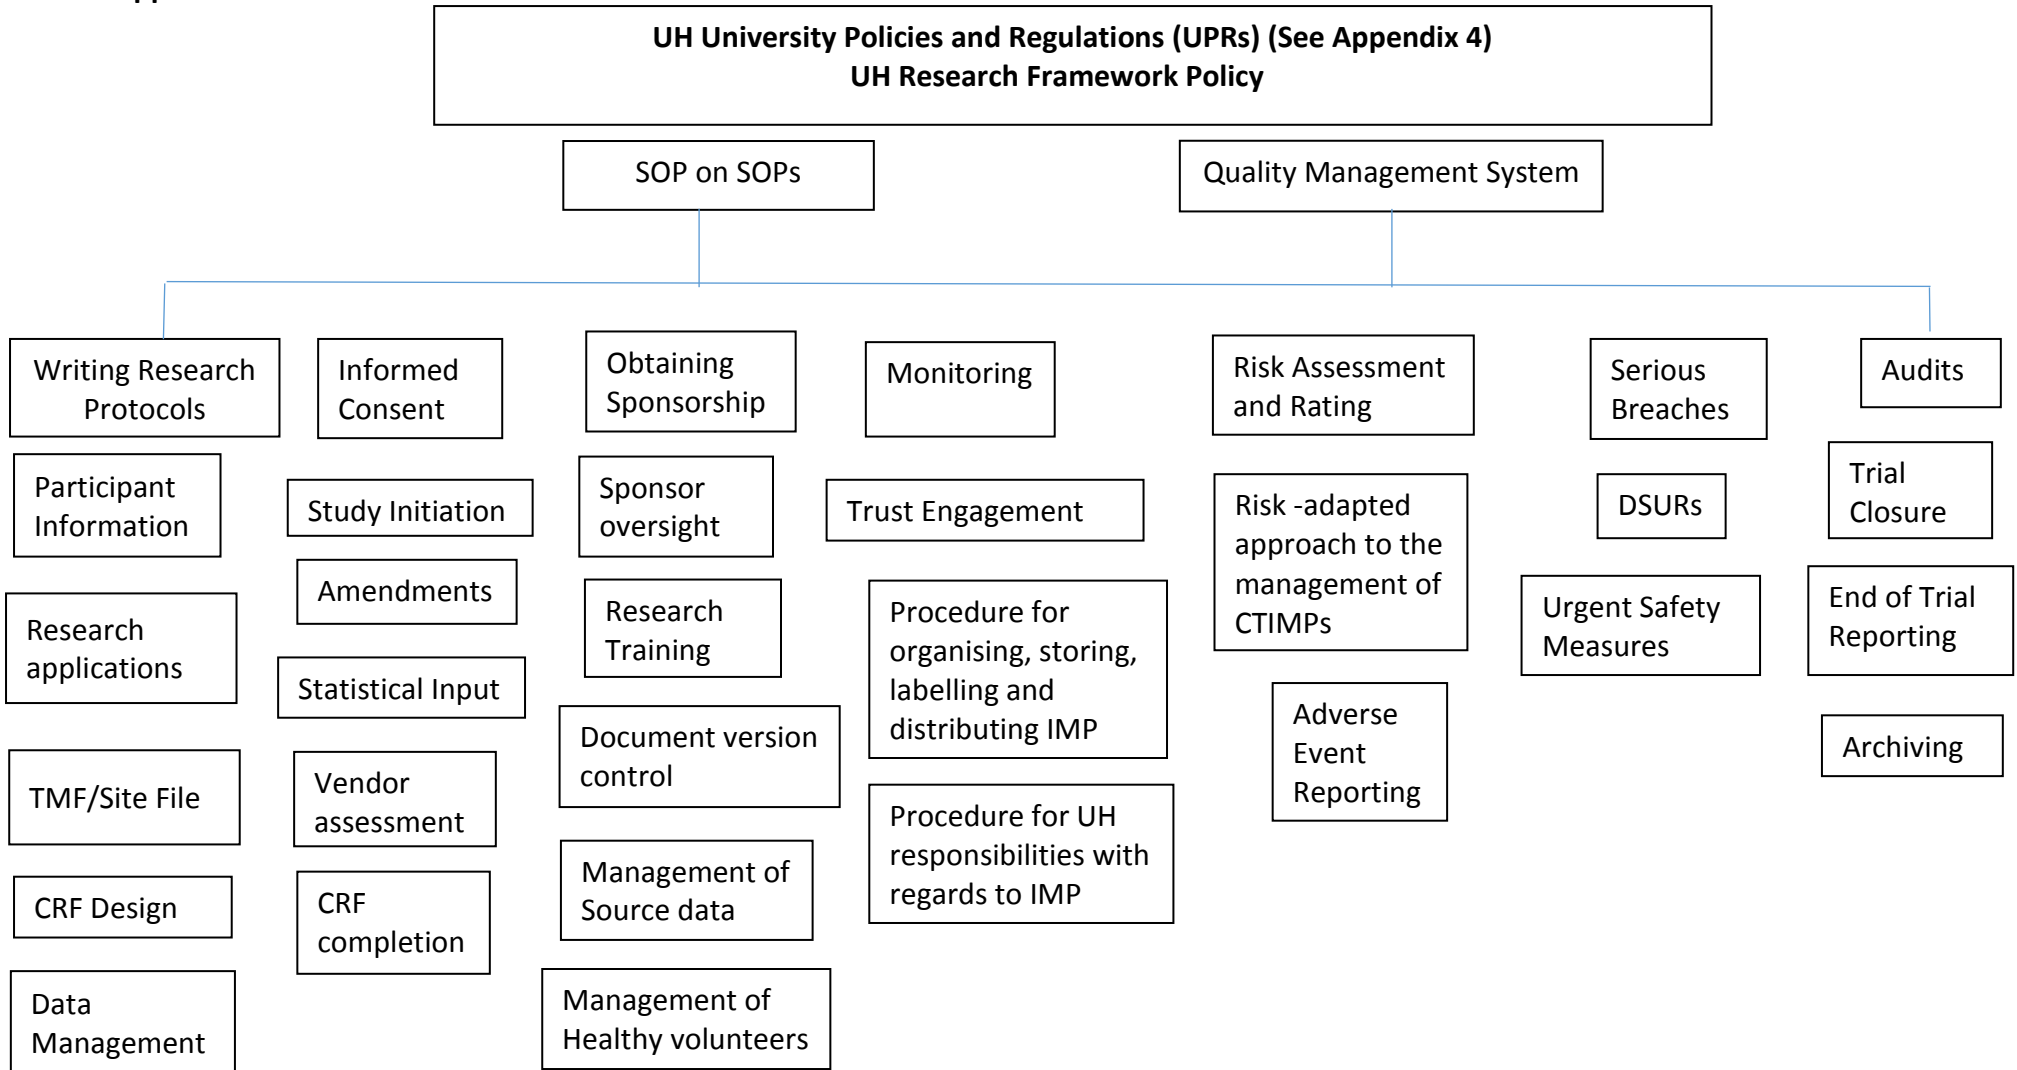 UH University Policies and Regulations (UPRs) (See Appendix 4)
UH Research Framework Policy
SOP on SOPs
Quality Management System
Writing Research
Protocols
Informed
Consent
Obtaining
Sponsorship
Monitoring
Risk Assessment
and Rating
Serious
Breaches
Audits
Participant
Information
Study Initiation
Sponsor
oversight
Trust Engagement
Risk -adapted
approach to the
management of
CTIMPs
DSURs
Trial
Closure
Research
applications
Amendments
Research
Training
Procedure for
organising, storing,
labelling and
distributing IMP
Urgent Safety
Measures
End of Trial
Reporting
Statistical Input
Document version
control
Adverse
Event
Reporting
Archiving
TMF/Site File
Vendor
assessment
Management of
Source data
Procedure for UH
responsibilities with
regards to IMP
CRF Design
CRF
completion
Data
Management
Management of
Healthy volunteers